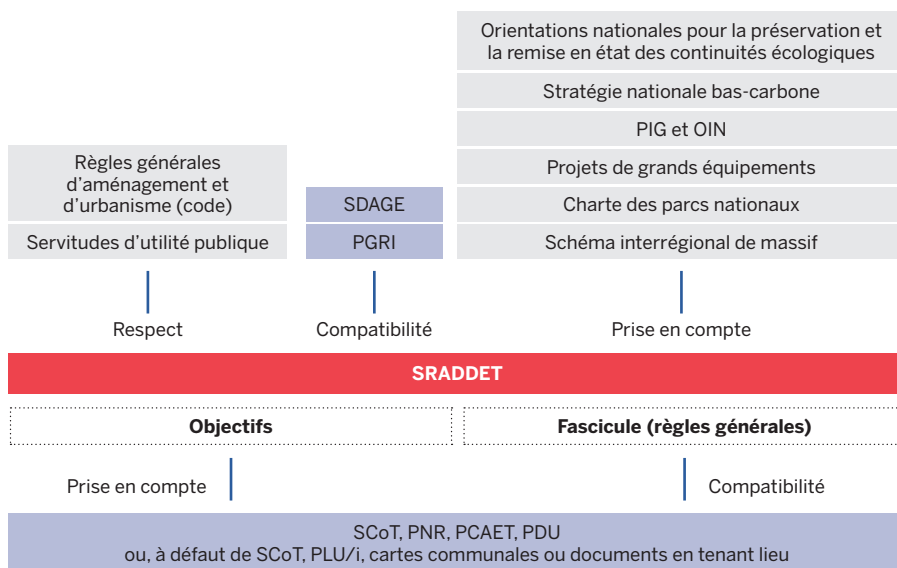 Orientations nationales pour la préservation et
la remise en état des continuités écologiques
Stratégie nationale bas-carbone
PIG et OIN
Règles générales
d'aménagement et
d'urbanisme (code)
Projets de grands équipements
SDAGE
Charte des parcs nationaux
Servitudes d'utilité publique
PGRI
Schéma interrégional de massif
Respect
Compatibilité
Prise en compte
SRADDET
Objectifs
Fascicule (règles générales)
Prise en compte
Compatibilité
SCoT, PNR, PCAET, PDU
ou, à défaut de SCoT, PLU/i, cartes communales ou documents en tenant lieu